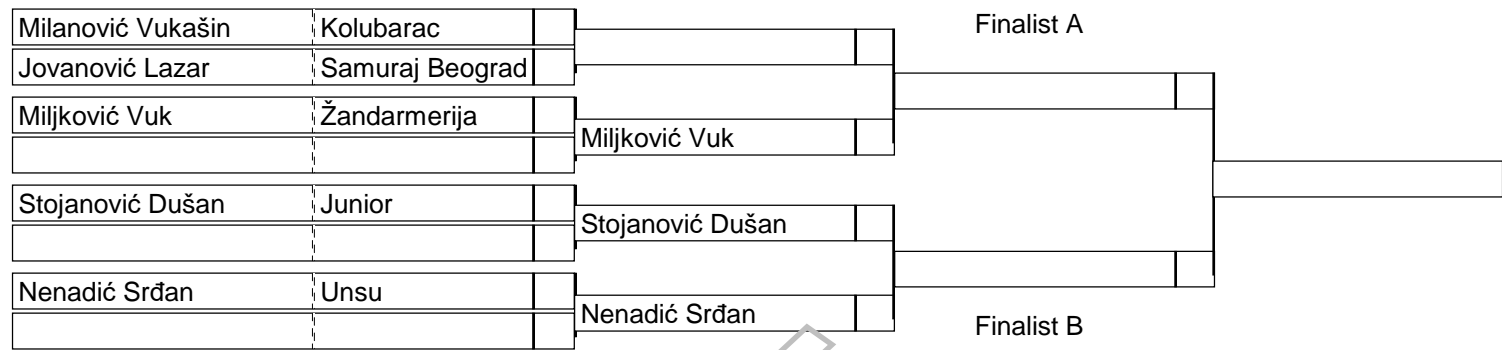 Milanović Vukašin Kolubarac
Jovanović Lazar Samuraj Beograd
Miljković Vuk Žandarmerija
Stojanović Dušan Junior
Nenadić Srđan Unsu
Miljković Vuk
Stojanović Dušan
Nenadić Srđan
Finalist A
Finalist B